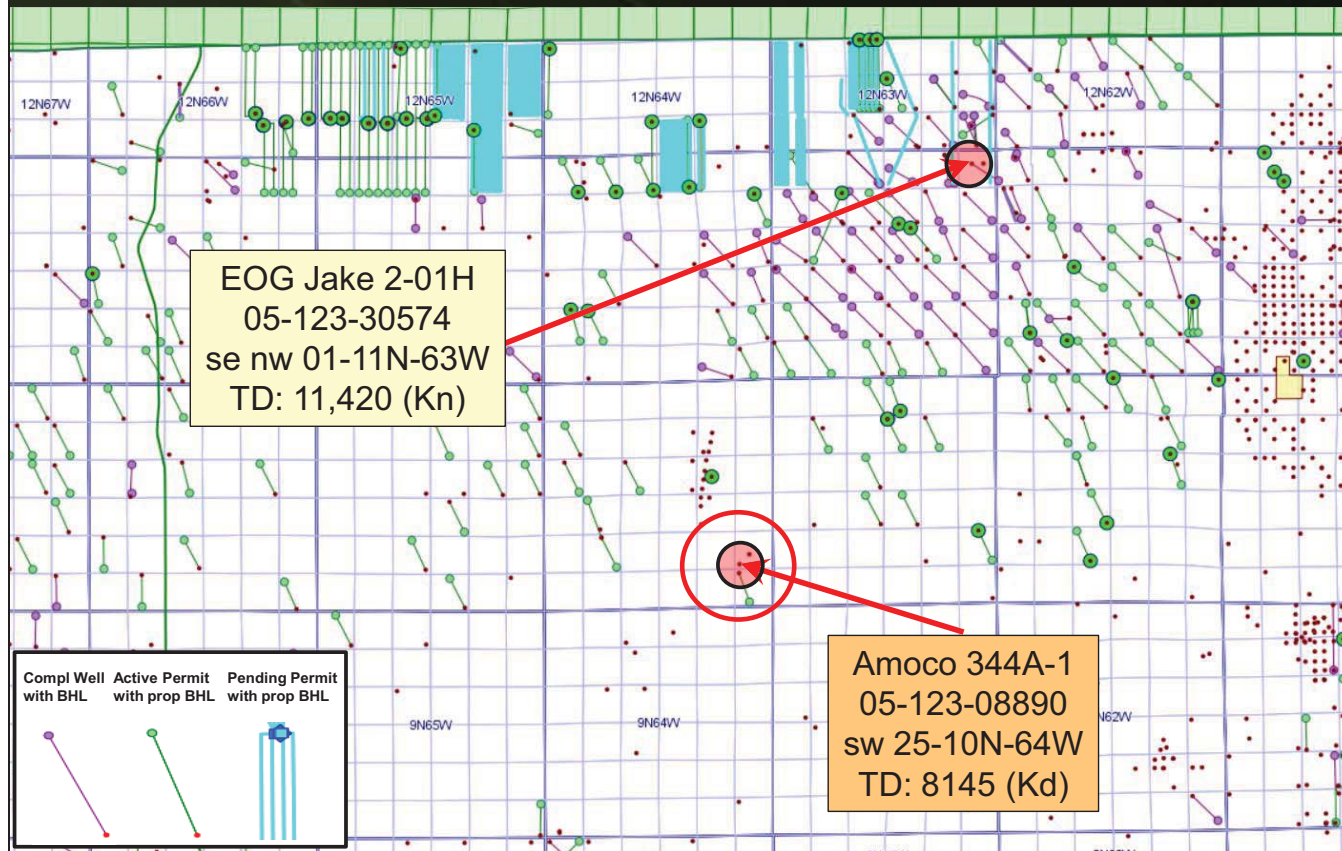 12N67W
12N66W
12N65W
12N64W
12N63W
12N62W
EOG Jake 2-01H
05-123-30574
se nw 01-11N-63W
TD: 11,420 (Kn)
Amoco 344A-1
05-123-08890
sw 25-10N-64W
TD: 8145 (Kd)
Compl Well with BHL
Active Permit with prop BHL
Pending Permit with prop BHL
9N65W
9N64W
N62W